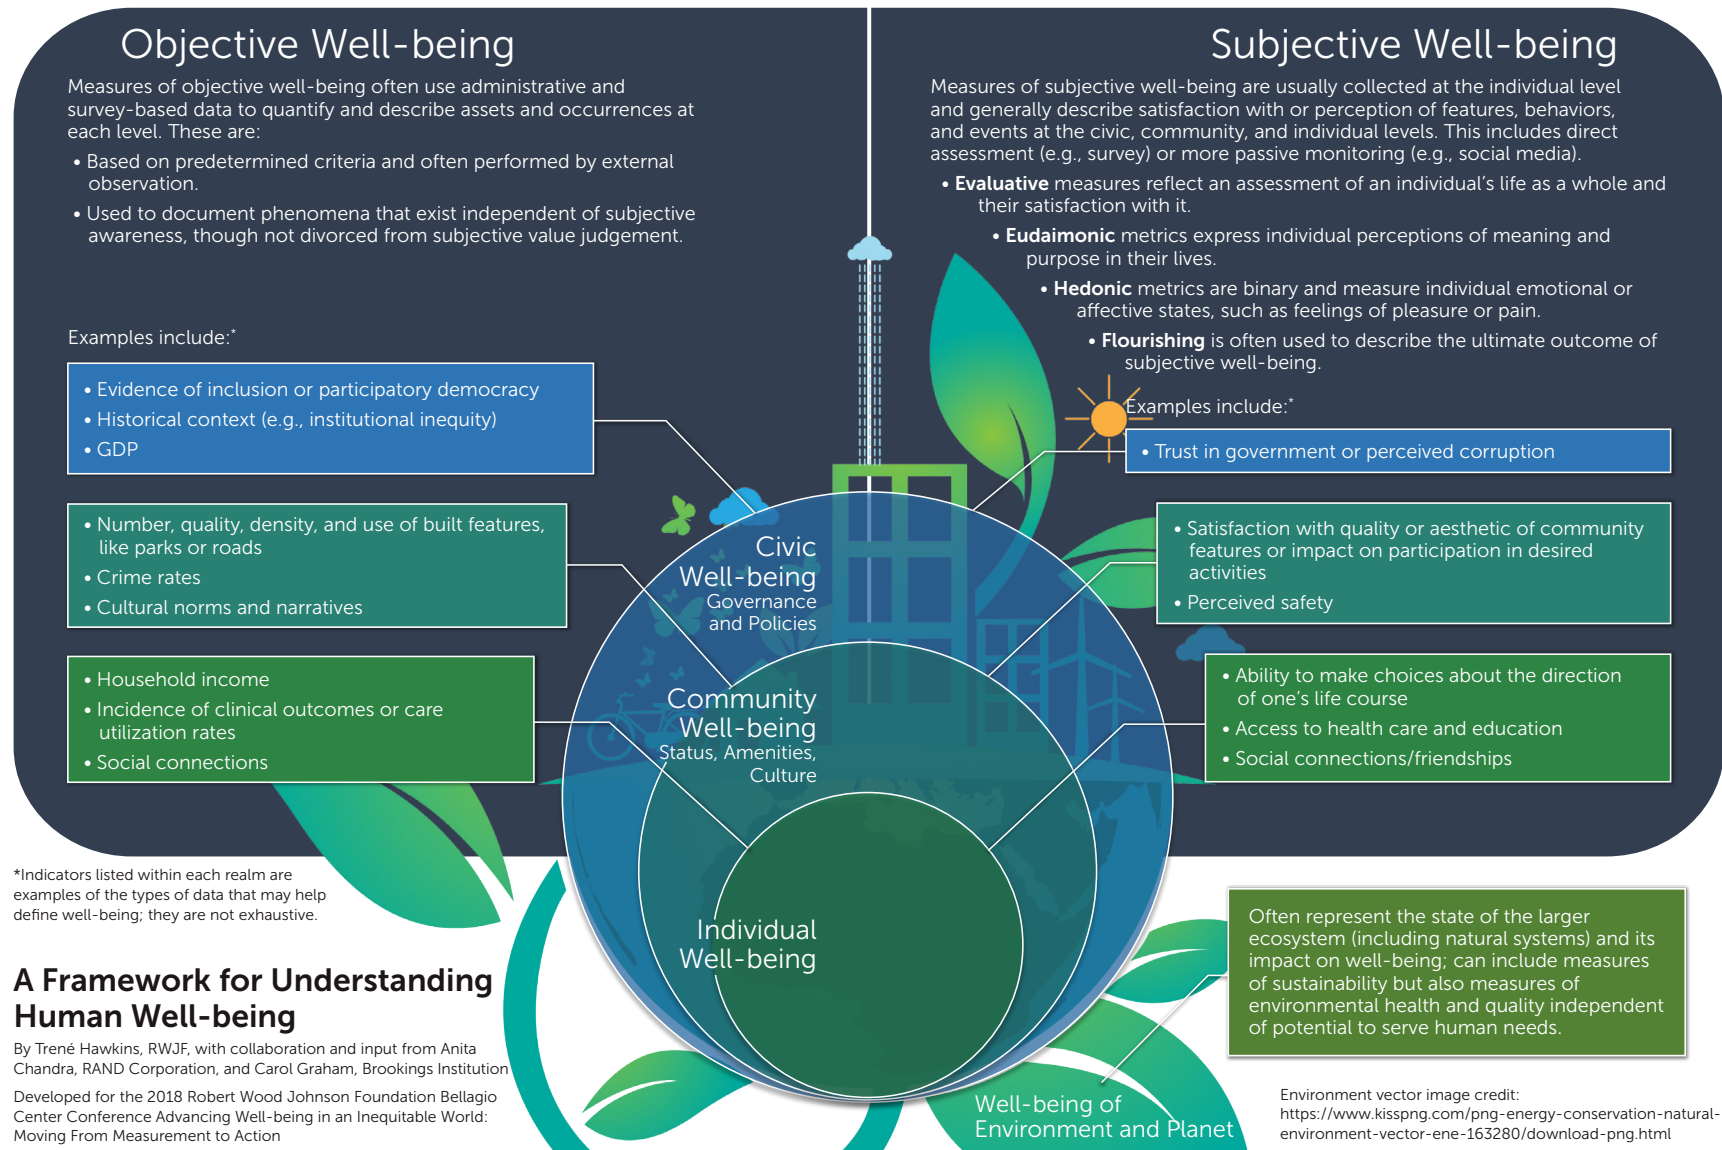 Objective Well-being
Measures of objective well-being often use administrative and
survey-based data to quantify and describe assets and occurrences at
each level. These are:
• Based on predetermined criteria and often performed by external
observation.
• Used to document phenomena that exist independent of subjective
awareness, though not divorced from subjective value judgement.
Examples include:*
• Evidence of inclusion or participatory democracy
• Historical context (e.g., institutional inequity)
• GDP
• Number, quality, density, and use of built features,
like parks or roads
• Crime rates
• Cultural norms and narratives
• Household income
• Incidence of clinical outcomes or care
utilization rates
• Social connections
Subjective Well-being
Measures of subjective well-being are usually collected at the individual level
and generally describe satisfaction with or perception of features, behaviors,
and events at the civic, community, and individual levels. This includes direct
assessment (e.g., survey) or more passive monitoring (e.g., social media).
• Evaluative measures reflect an assessment of an individual's life as a whole and
their satisfaction with it.
• Eudaimonic metrics express individual perceptions of meaning and
purpose in their lives.
• Hedonic metrics are binary and measure individual emotional or
affective states, such as feelings of pleasure or pain.
• Flourishing is often used to describe the ultimate outcome of
subjective well-being.
Examples include:*
• Trust in government or perceived corruption
• Satisfaction with quality or aesthetic of community
features or impact on participation in desired
activities
• Perceived safety
• Ability to make choices about the direction
of one's life course
• Access to health care and education
• Social connections/friendships
Civic
Well-being
Governance
and Policies
Community
Well-being
Status, Amenities,
Culture
Individual
Well-being
Often represent the state of the larger
ecosystem (including natural systems) and its
impact on well-being; can include measures
of sustainability but also measures of
environmental health and quality independent
of potential to serve human needs.
Well-being of
Environment and Planet
*Indicators listed within each realm are
examples of the types of data that may help
define well-being; they are not exhaustive.
A Framework for Understanding
Human Well-being
By Trené Hawkins, RWJF, with collaboration and input from Anita
Chandra, RAND Corporation, and Carol Graham, Brookings Institution
Developed for the 2018 Robert Wood Johnson Foundation Bellagio
Center Conference Advancing Well-being in an Inequitable World:
Moving From Measurement to Action
Environment vector image credit:
https://www.kisspng.com/png-energy-conservation-natural-
environment-vector-ene-163280/download-png.html